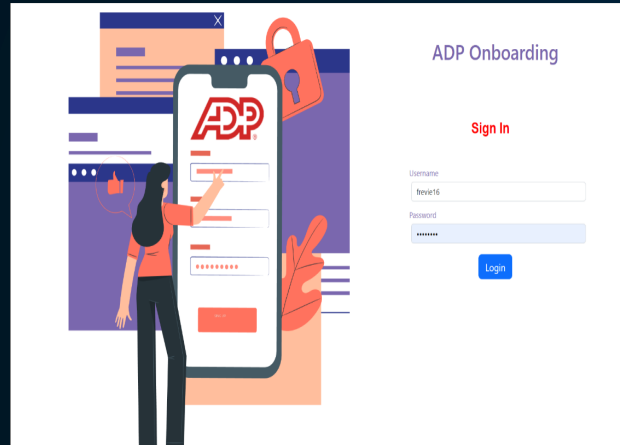 X
ADP
ADP Onboarding
Sign In
Username
frevie16
Password
Login